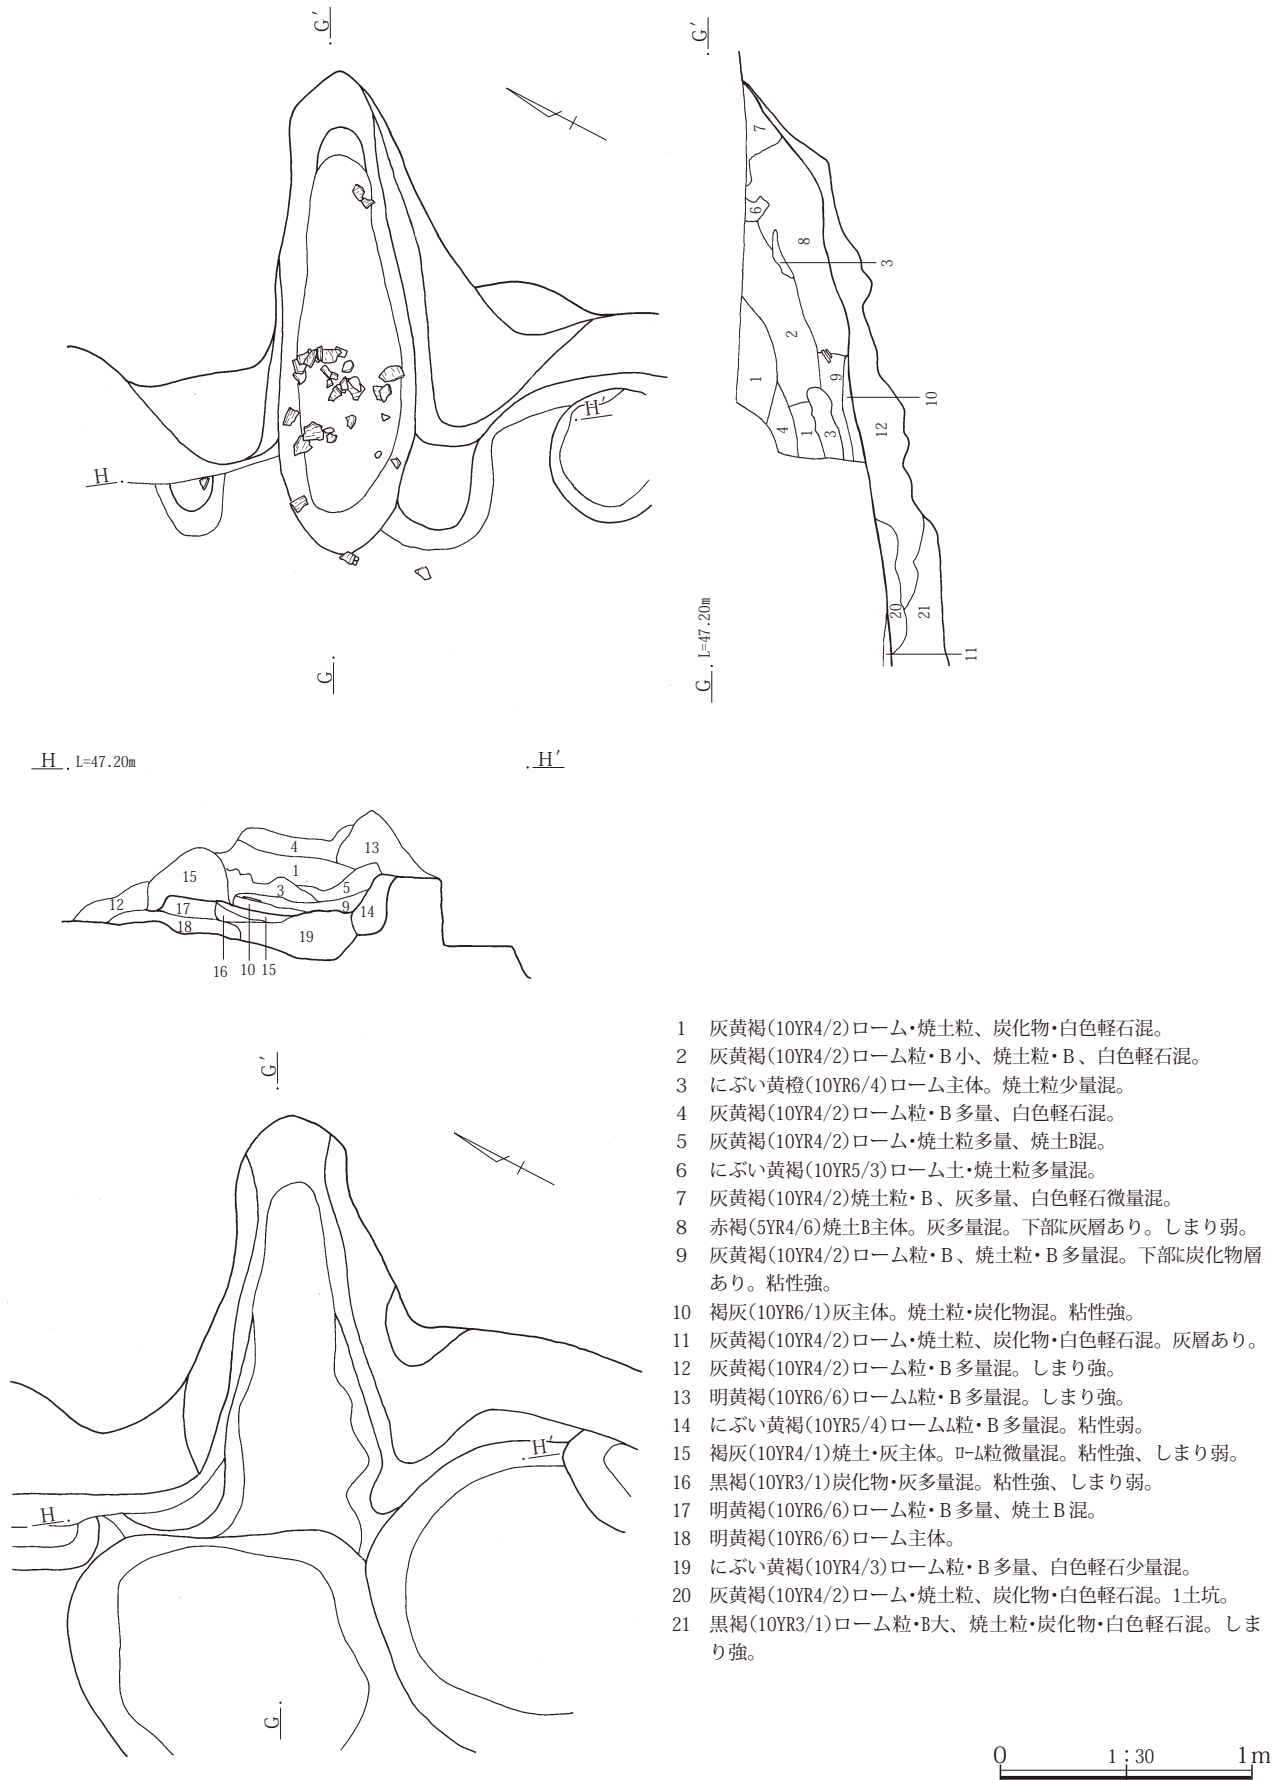 G′
G′
7
6
8
3
2
1
9
10
4
1
3
12
H′
H .
20
21
11
G
G . L=47.20m
H . L=47.20m
. H′
4
13
1
15
3
5
12
17
9
14
18
19
16 10 15
G′
H′
H
G
1 灰黄褐(10YR4/2)ローム・焼土粒、炭化物・白色軽石混。
2 灰黄褐(10YR4/2)ローム粒・B小、焼土粒・B、白色軽石混。
3 にぶい黄橙(10YR6/4)ローム主体。焼土粒少量混。
4 灰黄褐(10YR4/2)ローム粒・B多量、白色軽石混。
5 灰黄褐(10YR4/2)ローム・焼土粒多量、焼土B混。
6 にぶい黄褐(10YR5/3)ローム土・焼土粒多量混。
7 灰黄褐(10YR4/2)焼土粒・B、灰多量、白色軽石微量混。
8 赤褐(5YR4/6)焼土B主体。灰多量混。下部に灰層あり。しまり弱。
9 灰黄褐(10YR4/2)ローム粒・B、焼土粒・B多量混。下部に炭化物層
あり。粘性強。
10 褐灰(10YR6/1)灰主体。焼土粒・炭化物混。粘性強。
11 灰黄褐(10YR4/2)ローム・焼土粒、炭化物・白色軽石混。灰層あり。
12 灰黄褐(10YR4/2)ローム粒・B多量混。しまり強。
13 明黄褐(10YR6/6)ロームム粒・B多量混。しまり強。
14 にぶい黄褐(10YR5/4)ロームム粒・B多量混。粘性弱。
15 褐灰(10YR4/1)焼土・灰主体。ローム粒微量混。粘性強、しまり弱。
16 黒褐(10YR3/1)炭化物・灰多量混。粘性強、しまり弱。
17 明黄褐(10YR6/6)ローム粒・B多量、焼土B混。
18 明黄褐(10YR6/6)ローム主体。
19 にぶい黄褐(10YR4/3)ローム粒・B多量、白色軽石少量混。
20 灰黄褐(10YR4/2)ローム・焼土粒、炭化物・白色軽石混。1土坑。
21 黒褐(10YR3/1)ローム粒・B大、焼土粒・炭化物・白色軽石混。しま
り強。
0 1:30 1m